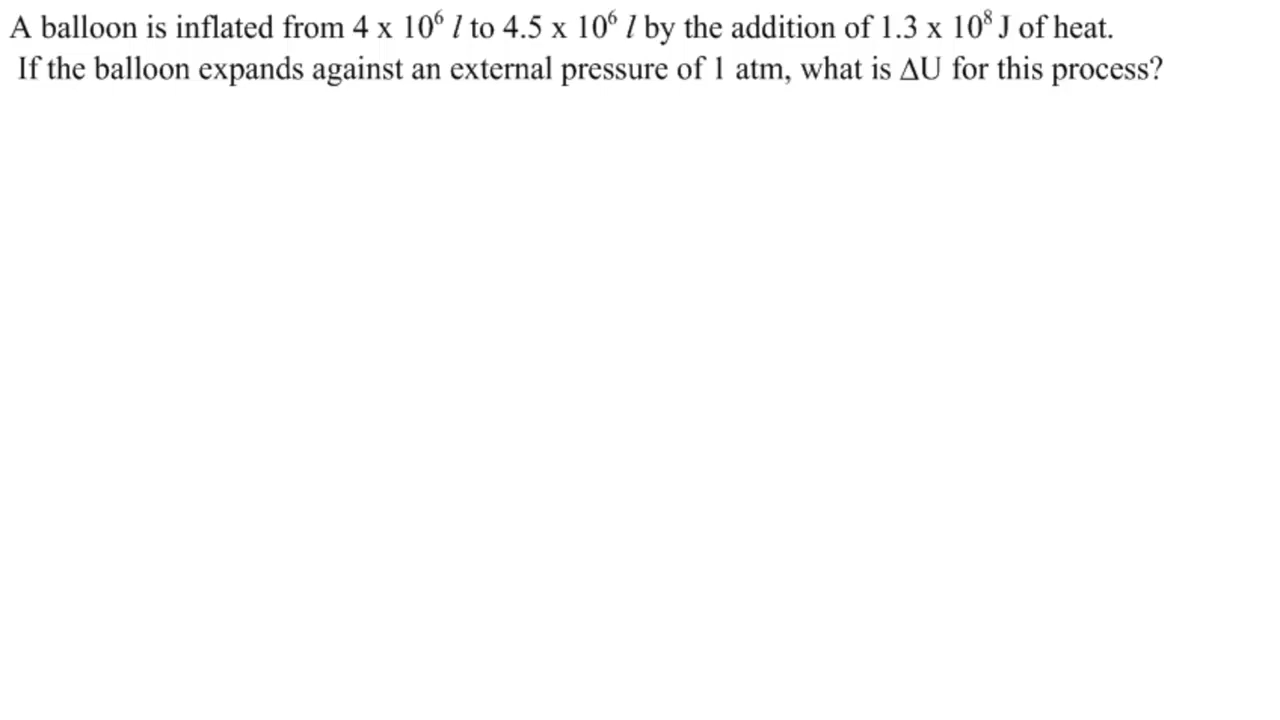 A balloon is inflated from 4 x 10⁶ l to 4.5 x 10⁶ l by the addition of 1.3 x 10⁸ J of heat.
If the balloon expands against an external pressure of 1 atm, what is ΔU for this process?